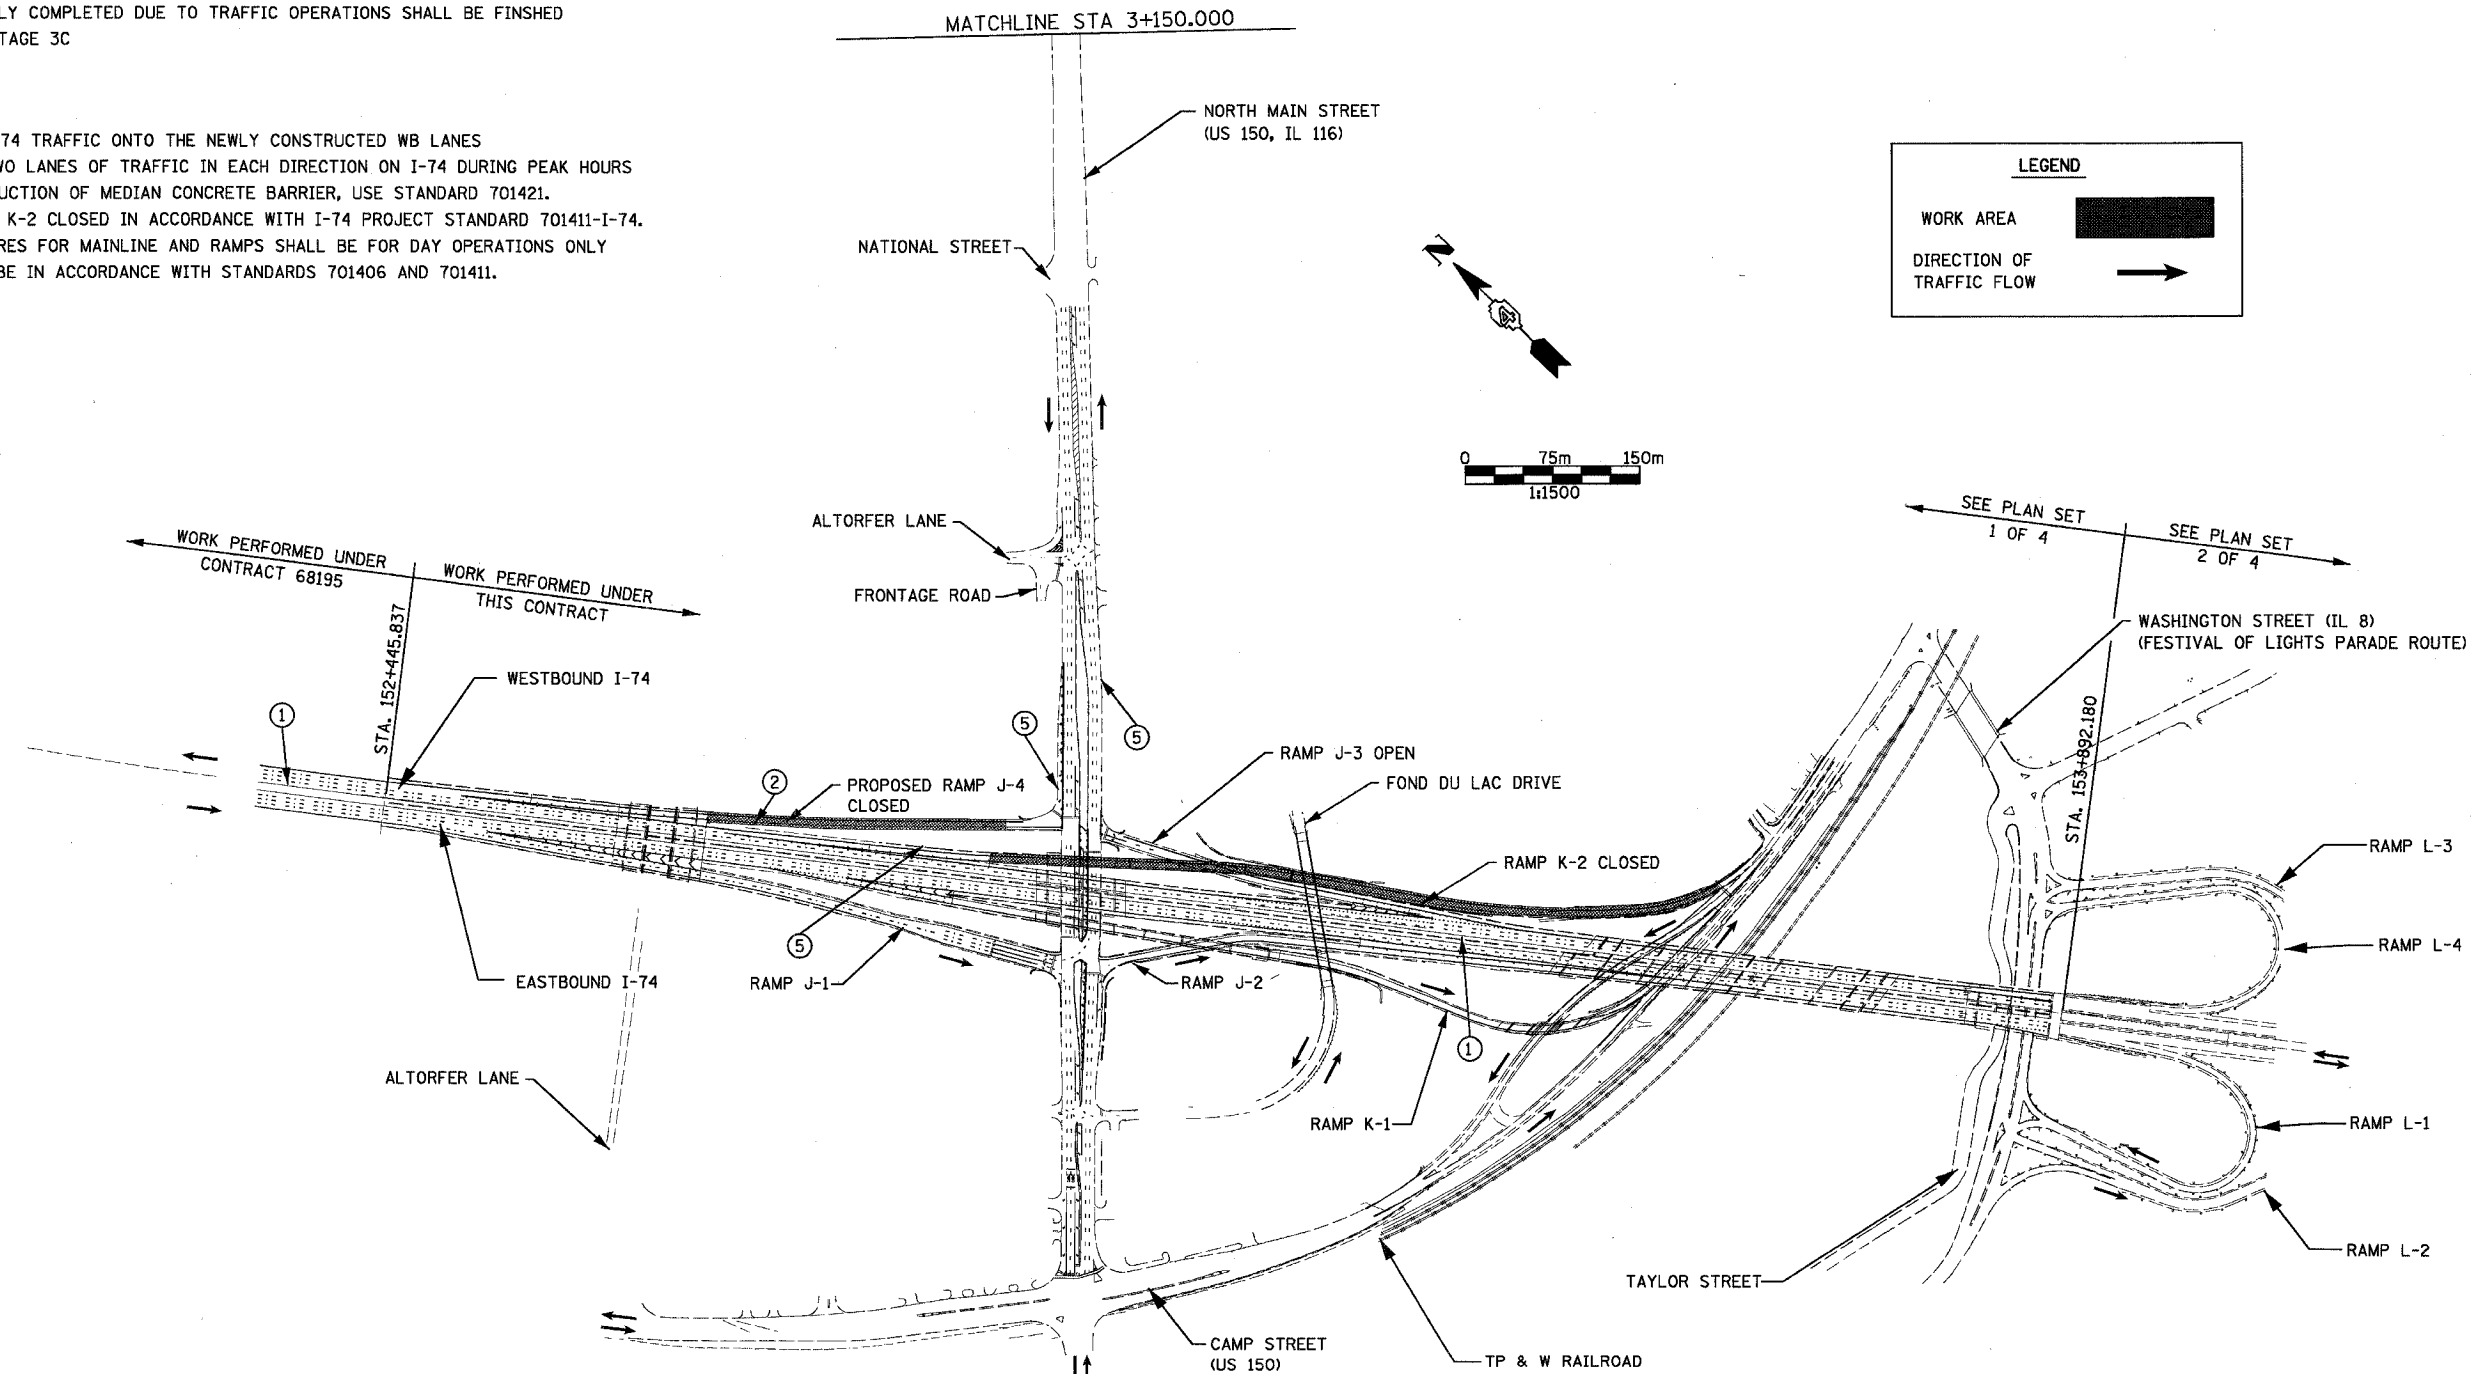 LY COMPLETED DUE TO TRAFFIC OPERATIONS SHALL BE FINSHED
TAGE 3C
74 TRAFFIC ONTO THE NEWLY CONSTRUCTED WB LANES
WO LANES OF TRAFFIC IN EACH DIRECTION ON I-74 DURING PEAK HOURS
UCTION OF MEDIAN CONCRETE BARRIER, USE STANDARD 701421.
K-2 CLOSED IN ACCORDANCE WITH I-74 PROJECT STANDARD 701411-I-74.
RES FOR MAINLINE AND RAMPS SHALL BE FOR DAY OPERATIONS ONLY
BE IN ACCORDANCE WITH STANDARDS 701406 AND 701411.
MATCHLINE STA 3+150.000
NORTH MAIN STREET
(US 150, IL 116)
NATIONAL STREET
N
LEGEND
WORK AREA
DIRECTION OF
TRAFFIC FLOW
0 75m 150m
1:1500
ALTORFER LANE
FRONTAGE ROAD
WORK PERFORMED UNDER
CONTRACT 68195
WORK PERFORMED UNDER
THIS CONTRACT
STA. 152+445.837
SEE PLAN SET
1 OF 4
SEE PLAN SET
2 OF 4
WASHINGTON STREET (IL 8)
(FESTIVAL OF LIGHTS PARADE ROUTE)
STA. 153+892.180
WESTBOUND I-74
1
5
5
2
PROPOSED RAMP J-4
CLOSED
RAMP J-3 OPEN
FOND DU LAC DRIVE
RAMP K-2 CLOSED
RAMP L-3
RAMP L-4
5
EASTBOUND I-74
RAMP J-1
RAMP J-2
1
ALTORFER LANE
RAMP K-1
RAMP L-1
RAMP L-2
TAYLOR STREET
CAMP STREET
(US 150)
TP & W RAILROAD